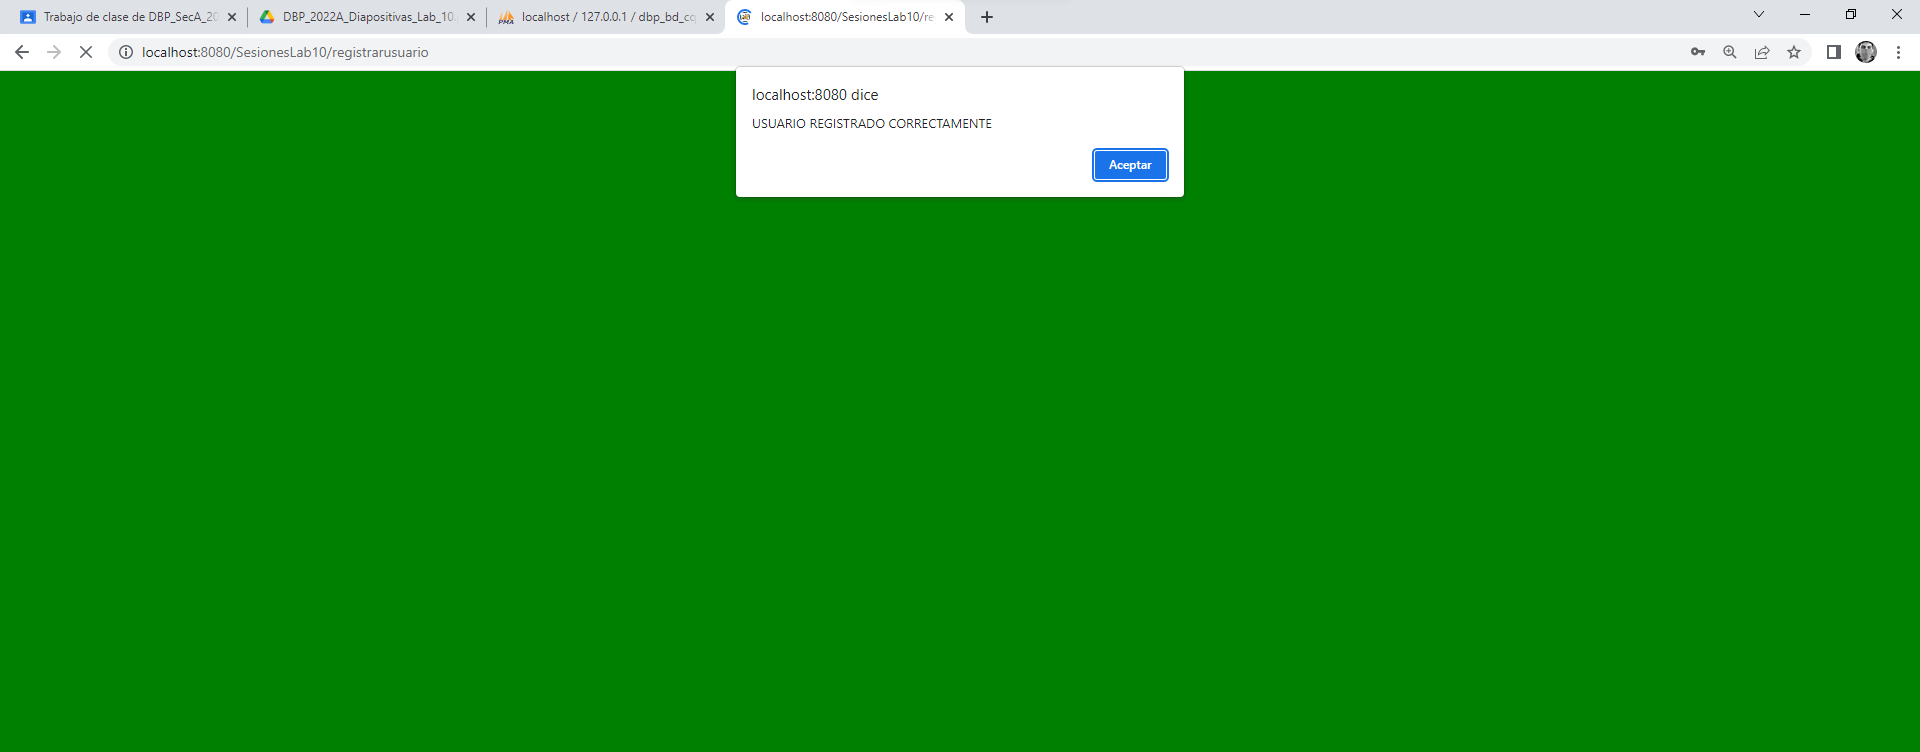 Trabajo de clase de DBP_SecA_20
DBP_2022A_Diapositivas_Lab_10.
localhost / 127.0.0.1 / dbp_bd_cq
localhost:8080/SesionesLab10/re
localhost:8080/SesionesLab10/registrarusuario
localhost:8080 dice
USUARIO REGISTRADO CORRECTAMENTE
Aceptar